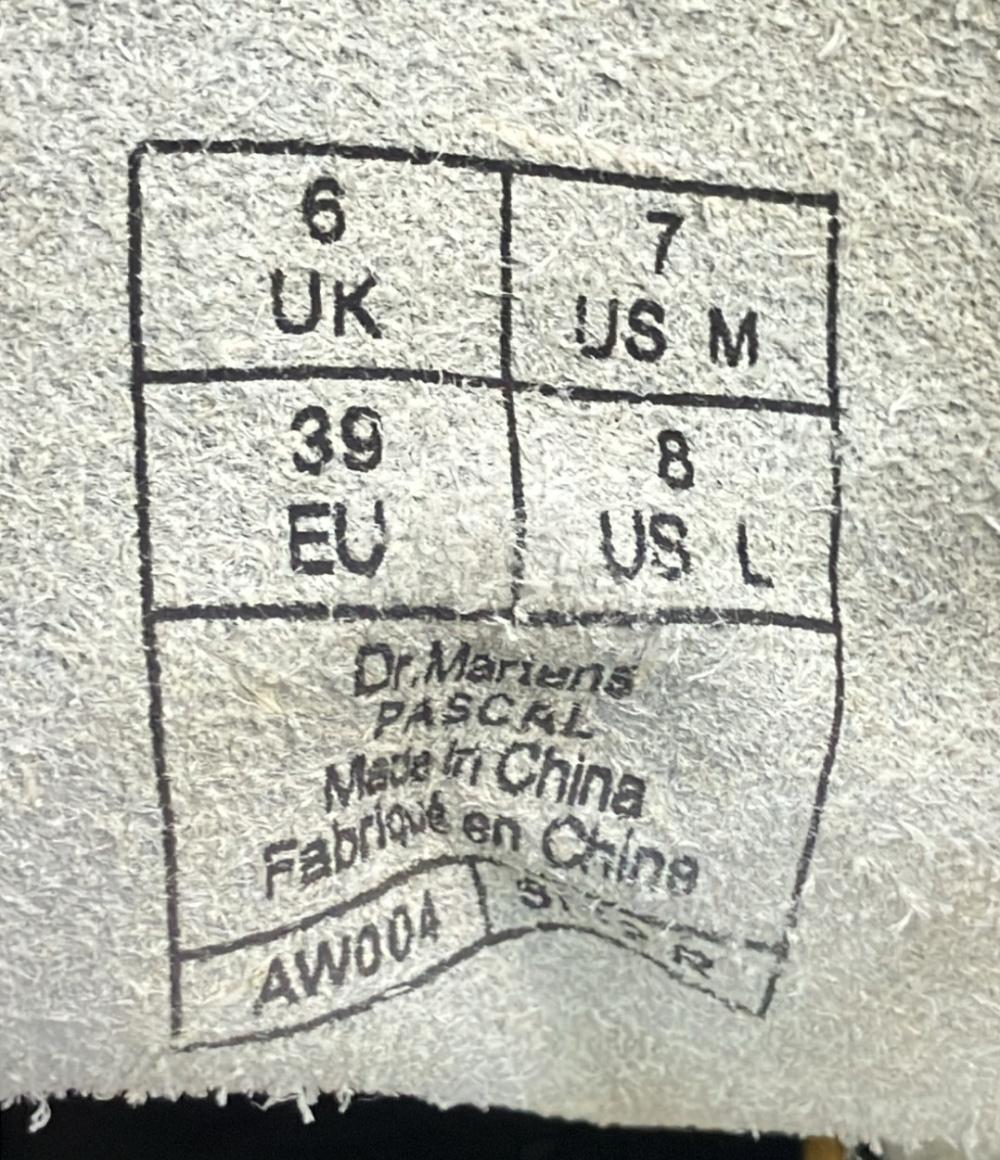 6
UK
7
US M
39
EU
8
US L
Dr.Martens
PASCAL
Made in China
Fabriqué en Chine
AW004